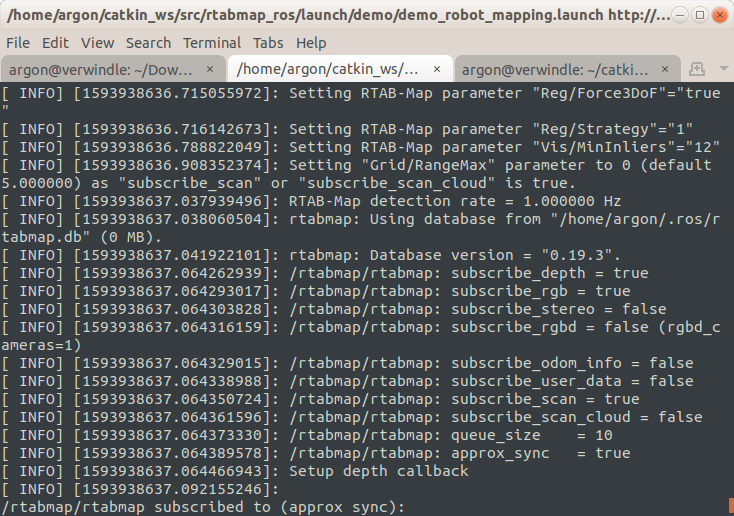 /home/argon/catkin_ws/src/rtabmap_ros/launch/demo/demo_robot_mapping.launch http://...
File Edit View Search Terminal Tabs Help
argon@verwindle: ~/Dow... × /home/argon/catkin_ws/... × argon@verwindle: ~/catki... ×
[ INFO] [1593938636.715055972]: Setting RTAB-Map parameter "Reg/Force3DoF"="true
"
[ INFO] [1593938636.716142673]: Setting RTAB-Map parameter "Reg/Strategy"="1"
[ INFO] [1593938636.788822049]: Setting RTAB-Map parameter "Vis/MinInliers"="12"
[ INFO] [1593938636.908352374]: Setting "Grid/RangeMax" parameter to 0 (default
5.000000) as "subscribe_scan" or "subscribe_scan_cloud" is true.
[ INFO] [1593938637.037939496]: RTAB-Map detection rate = 1.000000 Hz
[ INFO] [1593938637.038060504]: rtabmap: Using database from "/home/argon/.ros/r
tabmap.db" (0 MB).
[ INFO] [1593938637.041922101]: rtabmap: Database version = "0.19.3".
[ INFO] [1593938637.064262939]: /rtabmap/rtabmap: subscribe_depth = true
[ INFO] [1593938637.064293017]: /rtabmap/rtabmap: subscribe_rgb = true
[ INFO] [1593938637.064303828]: /rtabmap/rtabmap: subscribe_stereo = false
[ INFO] [1593938637.064316159]: /rtabmap/rtabmap: subscribe_rgbd = false (rgbd_c
ameras=1)
[ INFO] [1593938637.064329015]: /rtabmap/rtabmap: subscribe_odom_info = false
[ INFO] [1593938637.064338988]: /rtabmap/rtabmap: subscribe_user_data = false
[ INFO] [1593938637.064350724]: /rtabmap/rtabmap: subscribe_scan = true
[ INFO] [1593938637.064361596]: /rtabmap/rtabmap: subscribe_scan_cloud = false
[ INFO] [1593938637.064373330]: /rtabmap/rtabmap: queue_size    = 10
[ INFO] [1593938637.064389578]: /rtabmap/rtabmap: approx_sync   = true
[ INFO] [1593938637.064466943]: Setup depth callback
[ INFO] [1593938637.092155246]:
/rtabmap/rtabmap subscribed to (approx sync):